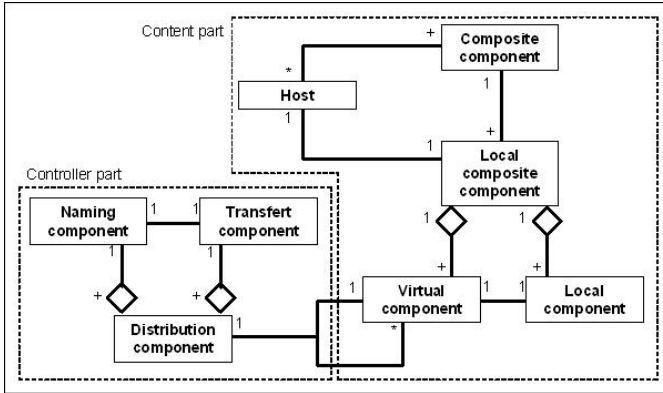 Content part
+
Composite
component
1
*
Host
1
1
+
Local
composite
component
Controller part
Naming
component
1
1
Transfert
component
1
1
1
1
+
+
+
+
Distribution
component
1
1
Virtual
component
1
1
Local
component
*